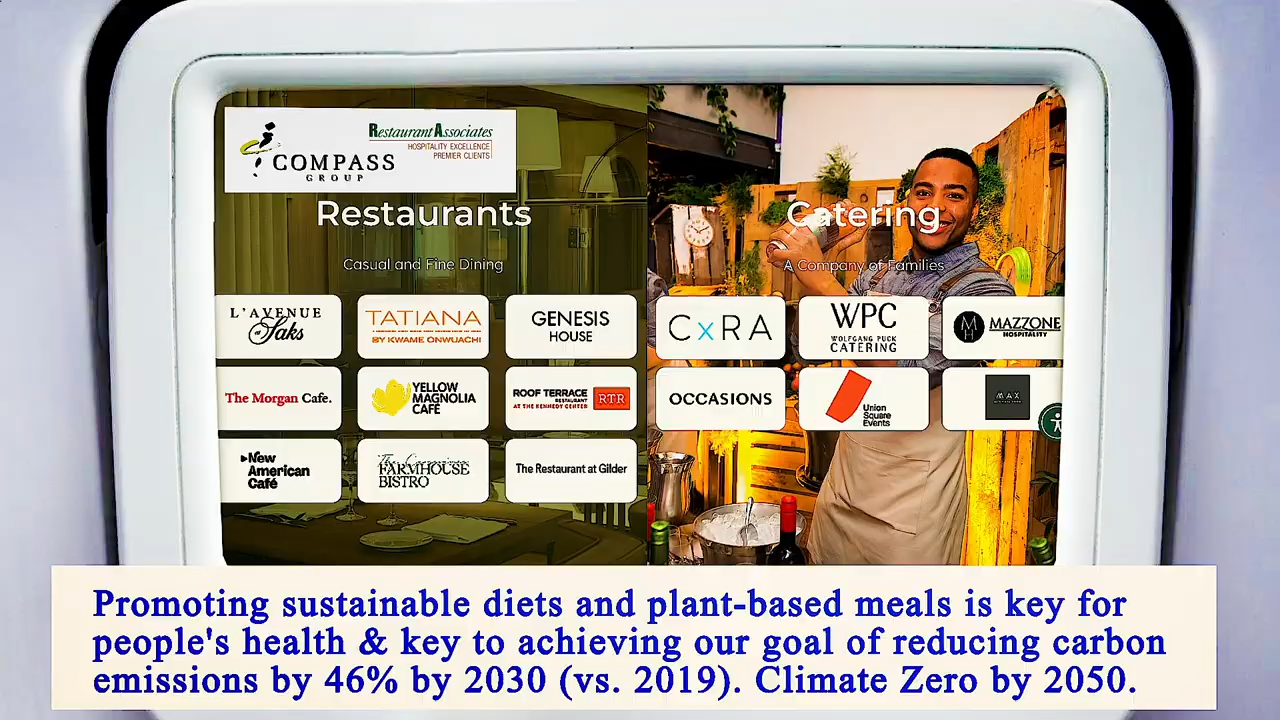 COMPASS
GROUP
Restaurant Associates
HOSPITALITY EXCELLENCE
PREMIER CLIENTS
Restaurants
Casual and Fine Dining
L'AVENUE
Saks
TATIANA
BY KWAME ONWUACHI
GENESIS
HOUSE
The Morgan Cafe.
YELLOW
MAGNOLIA
CAFÉ
ROOF TERRACE
RESTAURANT
AT THE KENNEDY CENTER
RTR
New
American
Café
FARMHOUSE
BISTRO
The Restaurant at Gilder
Catering
A Company of Families
CxRA
WPC
WOLFGANG PUCK
CATERING
MH
MAZZONE
HOSPITALITY
OCCASIONS
Union
Square
Events
MAX
Promoting sustainable diets and plant-based meals is key for
people's health & key to achieving our goal of reducing carbon
emissions by 46% by 2030 (vs. 2019). Climate Zero by 2050.